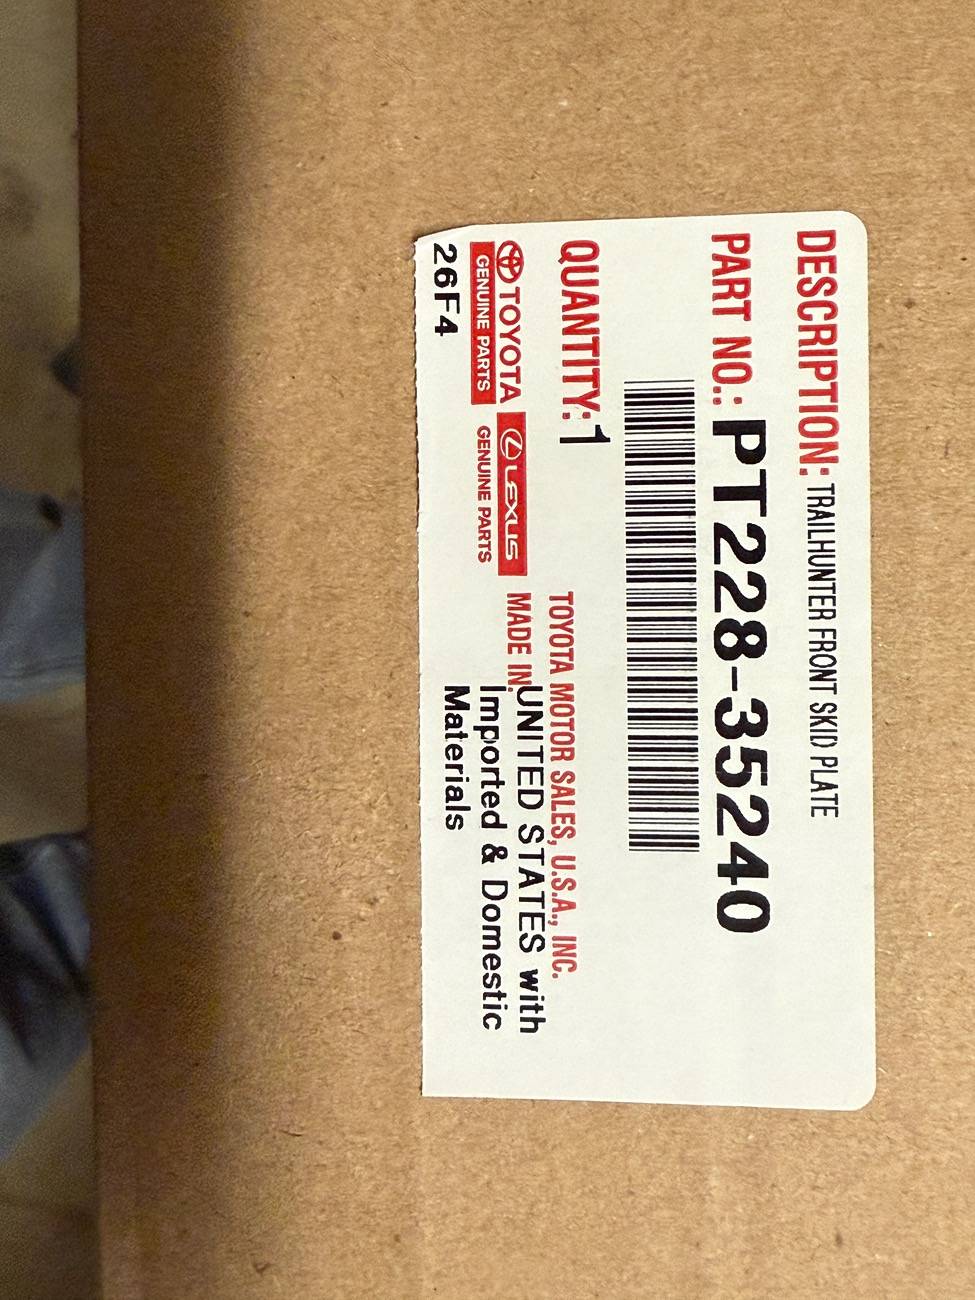 DESCRIPTION: TRAILHUNTER FRONT SKID PLATE
PART NO.: PT228-35240
QUANTITY:1
TOYOTA MOTOR SALES, U.S.A., INC.
TOYOTA LEXUS MADE IN:UNITED STATES with
GENUINE PARTS GENUINE PARTS Imported & Domestic
26F4 Materials